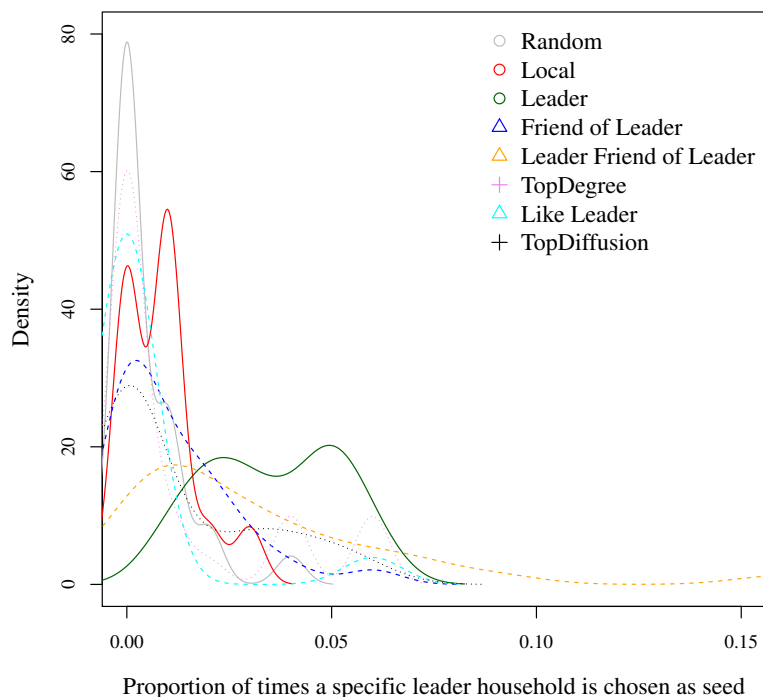 Random
Local
Leader
Friend of Leader
Leader Friend of Leader
TopDegree
Like Leader
TopDiffusion
Density
0
20
40
60
80
0.00
0.05
0.10
0.15
Proportion of times a specific leader household is chosen as seed